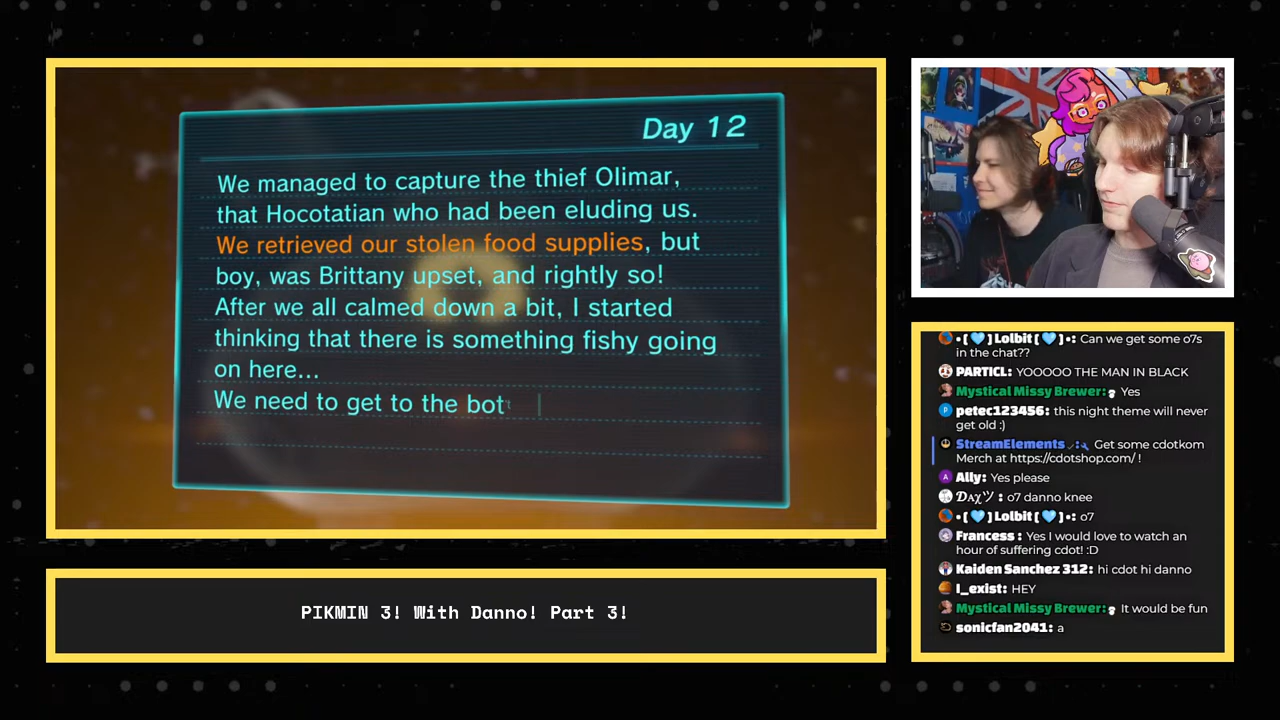 Day 12
We managed to capture the thief Olimar,
that Hocotatian who had been eluding us.
We retrieved our stolen food supplies, but
boy, was Brittany upset, and rightly so!
After we all calmed down a bit, I started
thinking that there is something fishy going
on here...
We need to get to the bot
PIKMIN 3! With Danno! Part 3!
•[🩵]Lolbit[🩵]•: Can we get some o7s
in the chat??
PARTICL: YOOOOO THE MAN IN BLACK
Mystical Missy Brewer: Yes
petec123456: this night theme will never
get old :)
StreamElements: Get some cdotkom
Merch at https://cdotshop.com/ !
Ally: Yes please
Dαχツ : o7 danno knee
•[🩵]Lolbit[🩵]•: o7
Francess : Yes I would love to watch an
hour of suffering cdot! :D
Kaiden Sanchez 312: hi cdot hi danno
I_exist: HEY
Mystical Missy Brewer: It would be fun
sonicfan2041: a